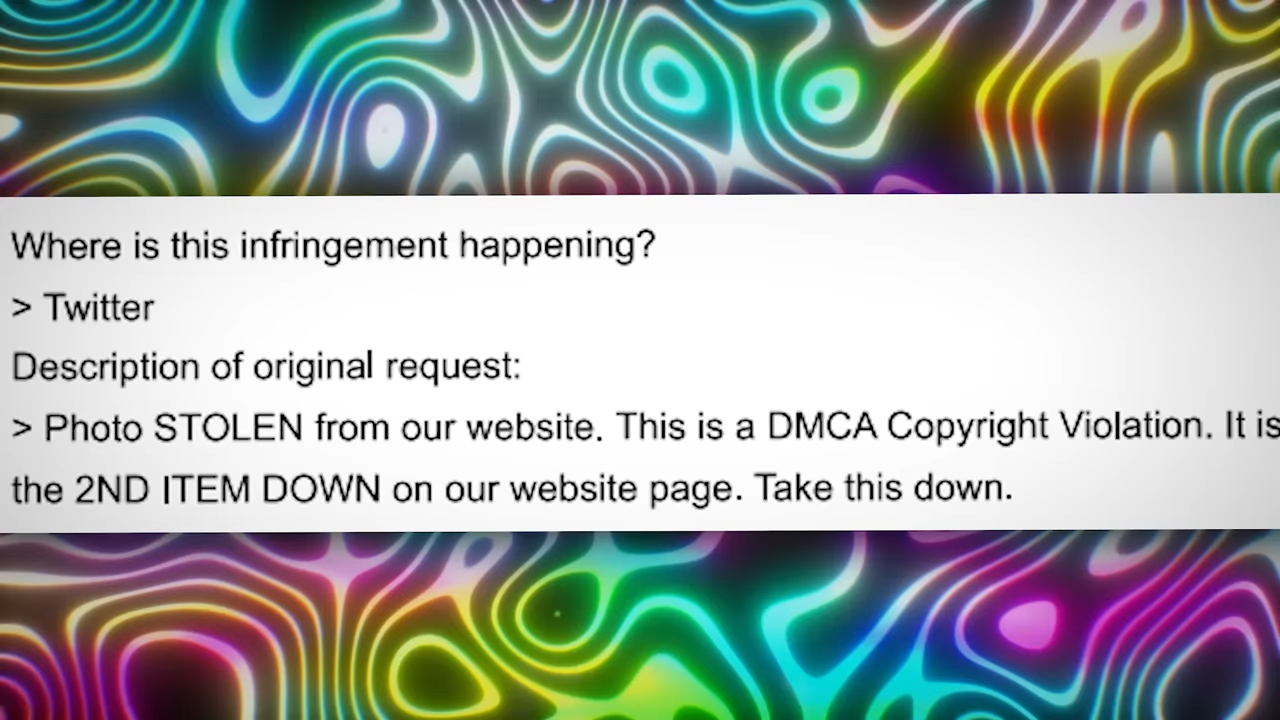 Where is this infringement happening?
> Twitter
Description of original request:
> Photo STOLEN from our website. This is a DMCA Copyright Violation. It is
the 2ND ITEM DOWN on our website page. Take this down.